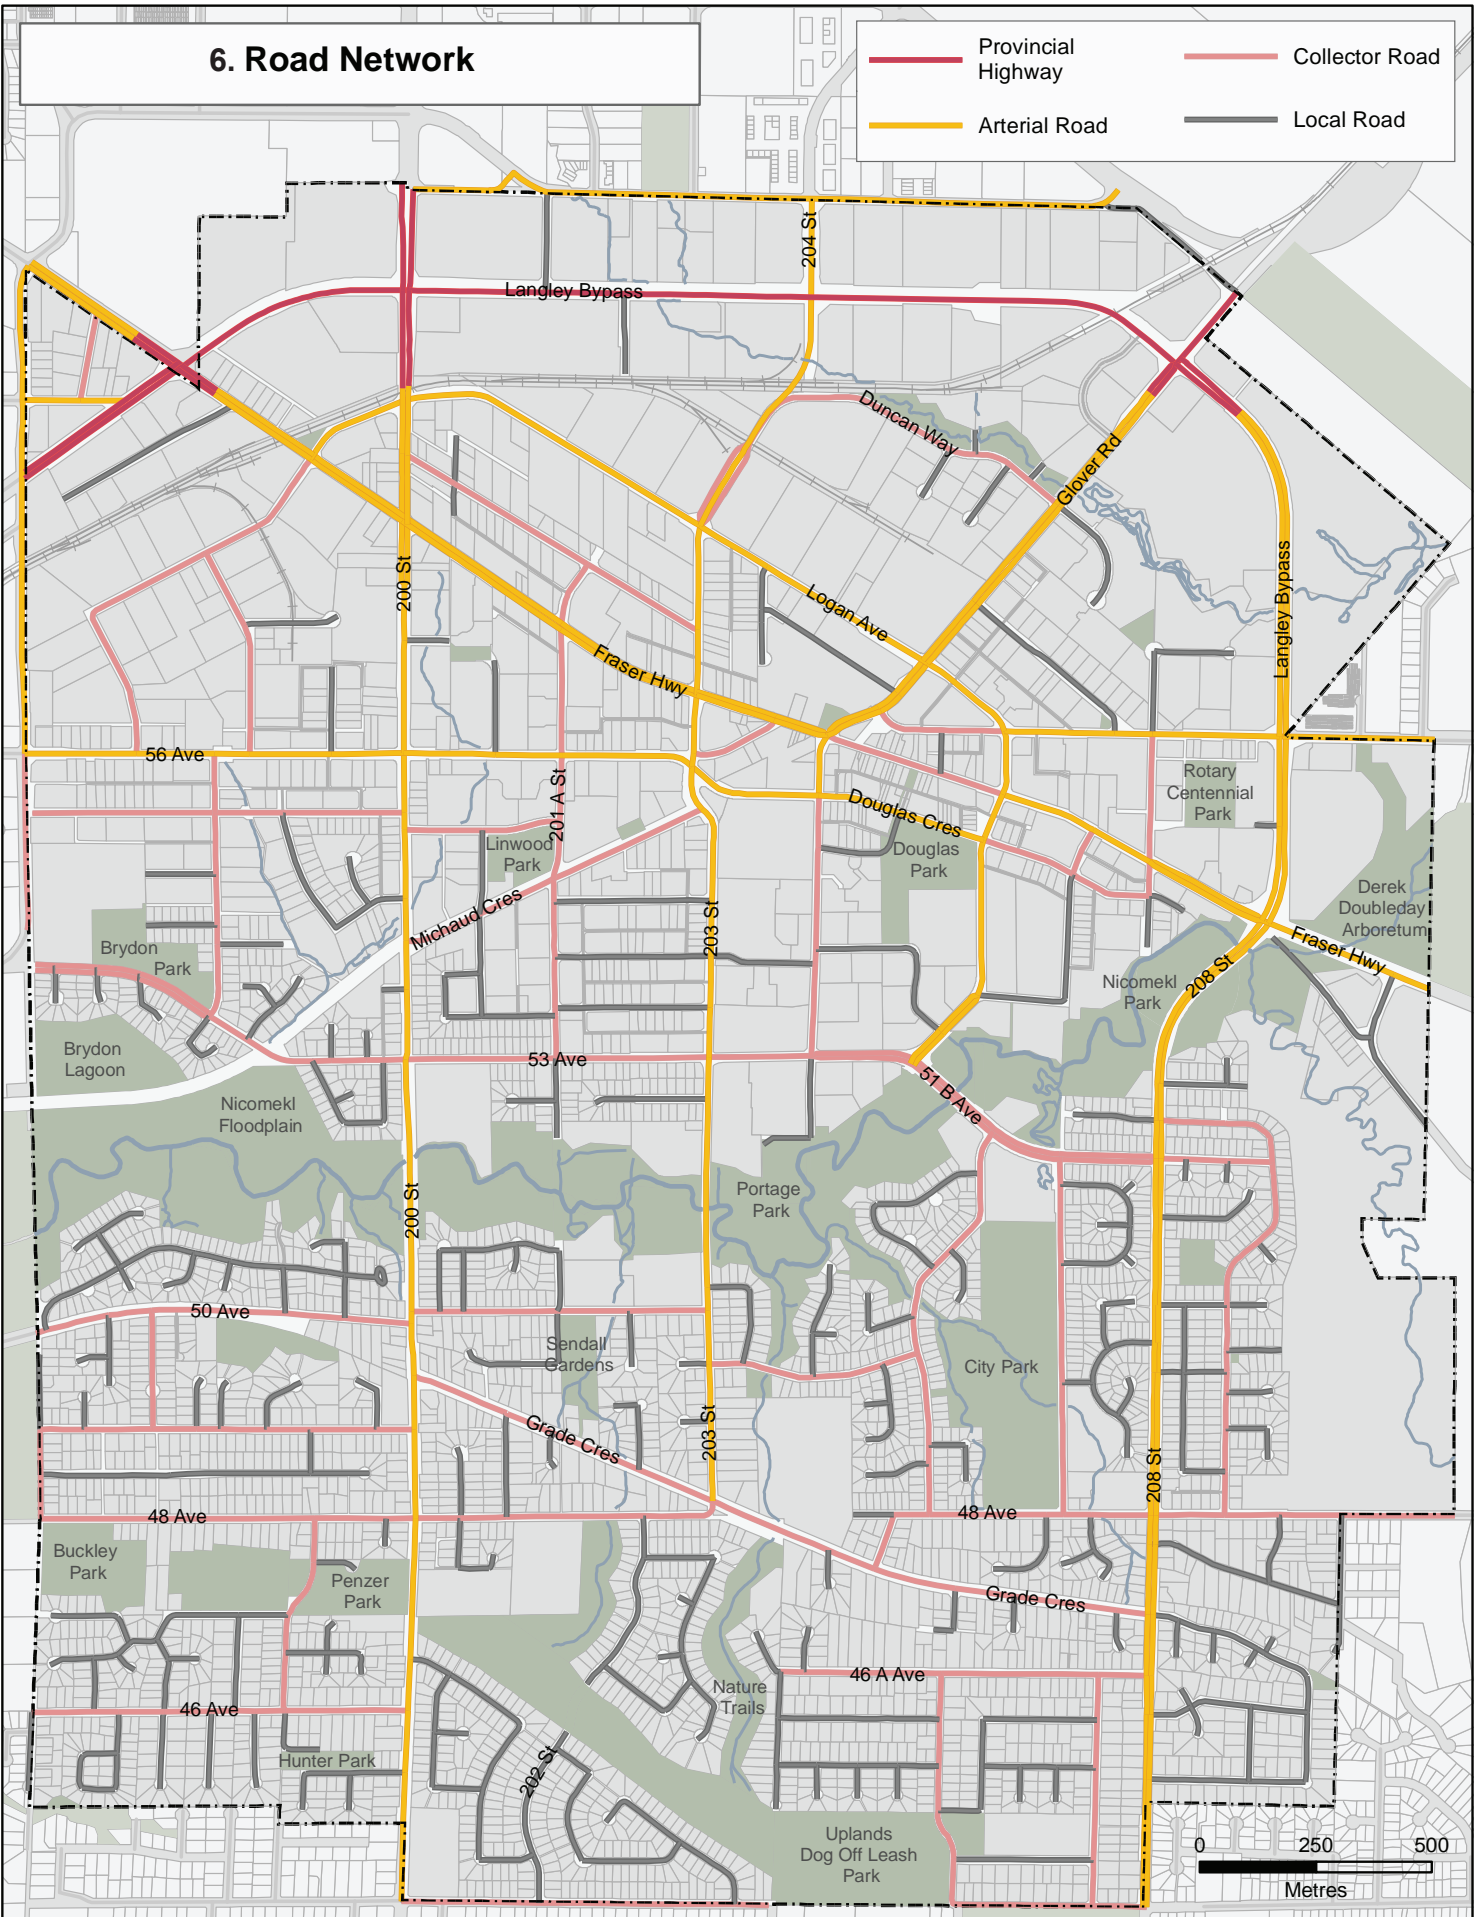 6. Road Network
Provincial
Highway
Collector Road
Arterial Road
Local Road
204 St
Langley Bypass
Duncan Way
Glover Rd
200 St
Logan Ave
Langley Bypass
Fraser Hwy
56 Ave
201 A St
Rotary
Centennial
Park
Douglas Cres
Linwood
Park
Douglas
Park
Derek
Doubleday
Arboretum
Michaud Cres
203 St
Brydon
Park
Fraser Hwy
208 St
Nicomekl
Park
Brydon
Lagoon
53 Ave
51 B Ave
Nicomekl
Floodplain
200 St
Portage
Park
50 Ave
Sendall
Gardens
City Park
Grade Cres
203 St
208 St
48 Ave
48 Ave
Buckley
Park
Penzer
Park
Grade Cres
46 A Ave
Nature
Trails
46 Ave
Hunter Park
202 St
Uplands
Dog Off Leash
Park
0 250 500
Metres